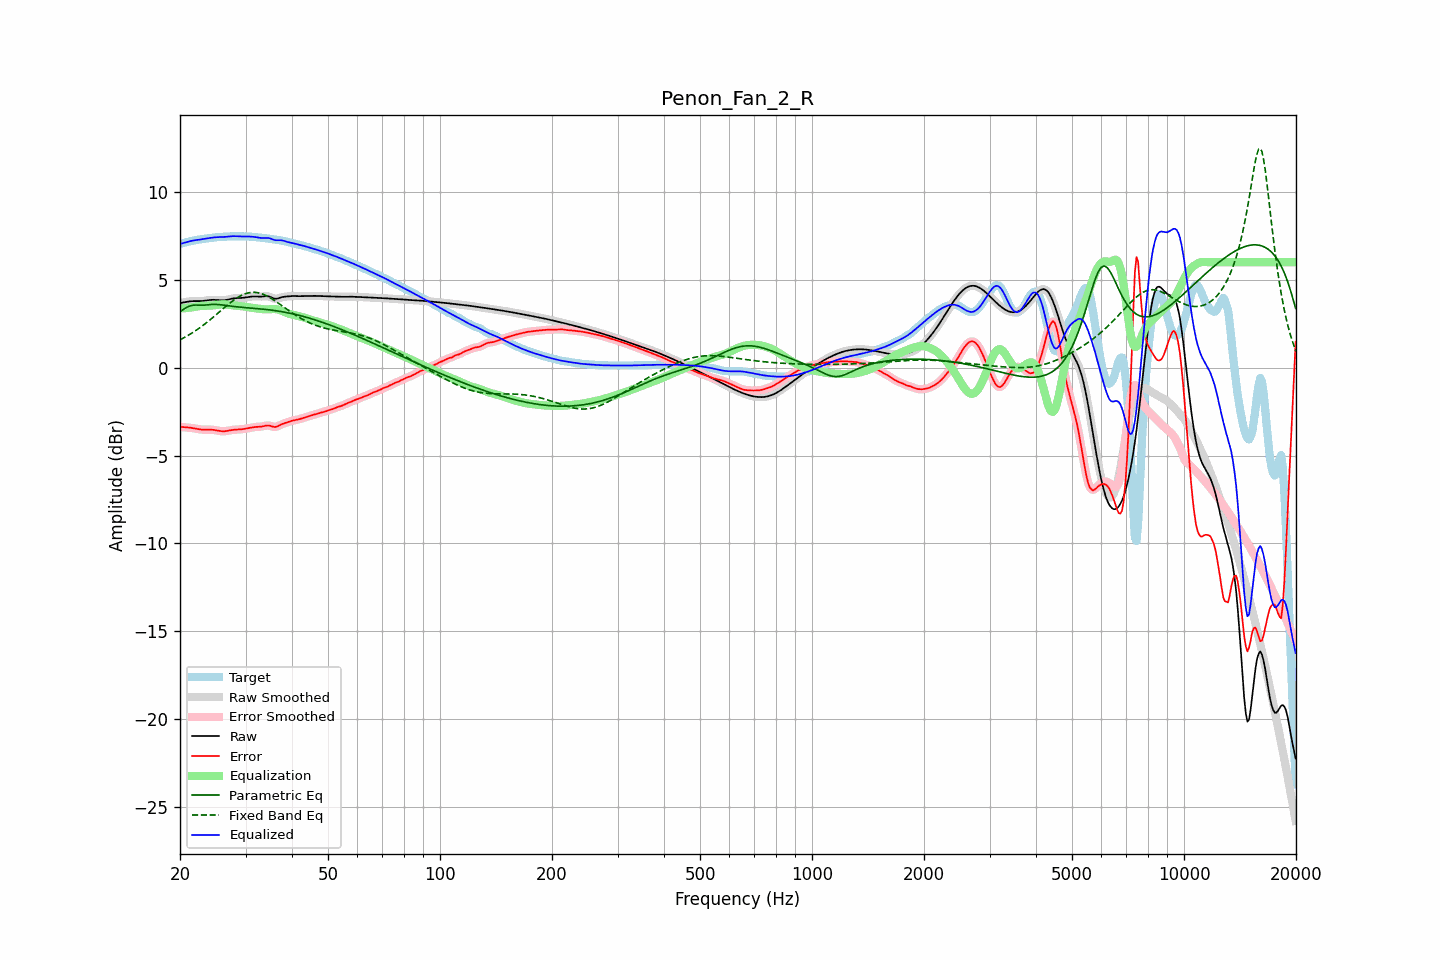 Penon_Fan_2_R
Amplitude (dBr)
10
5
0
−5
−10
−15
−20
−25
Target
Raw Smoothed
Error Smoothed
Raw
Error
Equalization
Parametric Eq
Fixed Band Eq
Equalized
20 50 100 200 500 1000 2000 5000 10000 20000
Frequency (Hz)